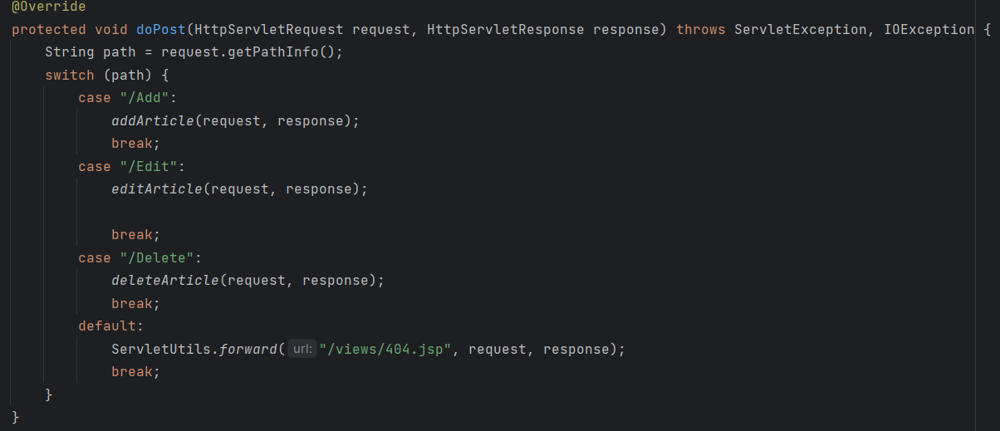 @Override
protected void doPost(HttpServletRequest request, HttpServletResponse response) throws ServletException, IOException {
    String path = request.getPathInfo();
    switch (path) {
        case "/Add":
            addArticle(request, response);
            break;
        case "/Edit":
            editArticle(request, response);

            break;
        case "/Delete":
            deleteArticle(request, response);
            break;
        default:
            ServletUtils.forward( url: "/views/404.jsp", request, response);
            break;
    }
}